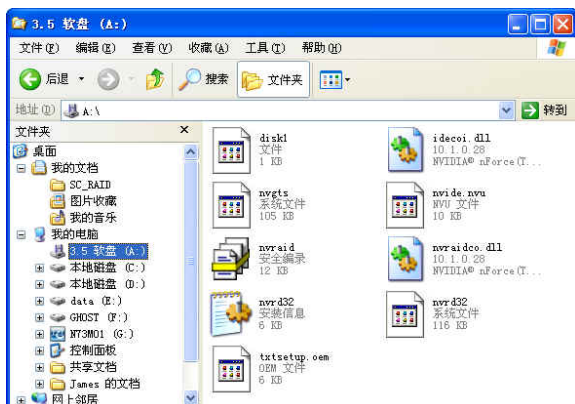 3.5 软盘 (A:)
文件(F) 编辑(E) 查看(V) 收藏(A) 工具(T) 帮助(H)
后退 搜索 文件夹
地址(D) A:\ 转到
文件夹 ×
桌面
我的文档
SC_RAID
图片收藏
我的音乐
我的电脑
3.5 软盘 (A:)
本地磁盘 (C:)
本地磁盘 (D:)
data (E:)
GHOST (F:)
N73M01 (G:)
控制面板
共享文档
James 的文档
网上邻居
disk1
文件
1 KB
idecoi.dll
10.1.0.28
NVIDIA® nForce(T...
nvgts
系统文件
105 KB
nvide.nvu
NVU 文件
10 KB
nvraid
安全编录
12 KB
nvraidco.dll
10.1.0.28
NVIDIA® nForce(T...
nvrd32
安装信息
6 KB
nvrd32
系统文件
116 KB
txtsetup.oem
OEM 文件
6 KB